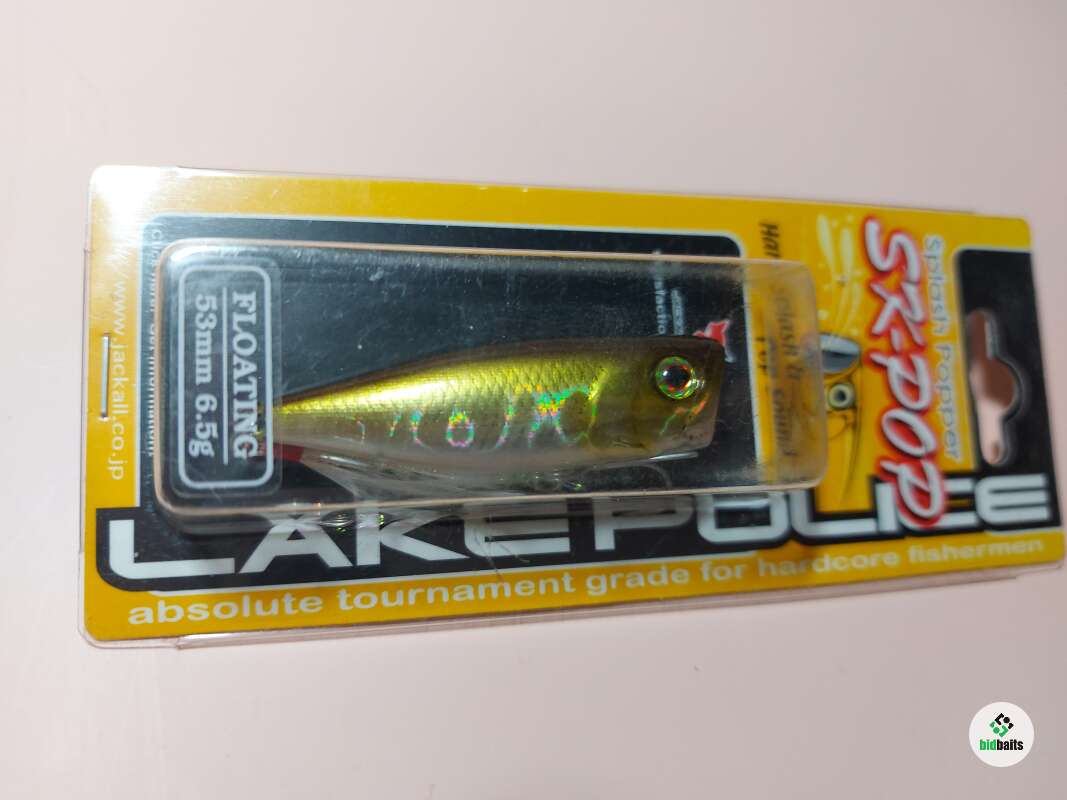 Splash Popper
SK-POP
Har
FLOATING
53mm 6.5g
www.jackall.co.jp
LAKEPOLICE
absolute tournament grade for hardcore fishermen
bidbaits